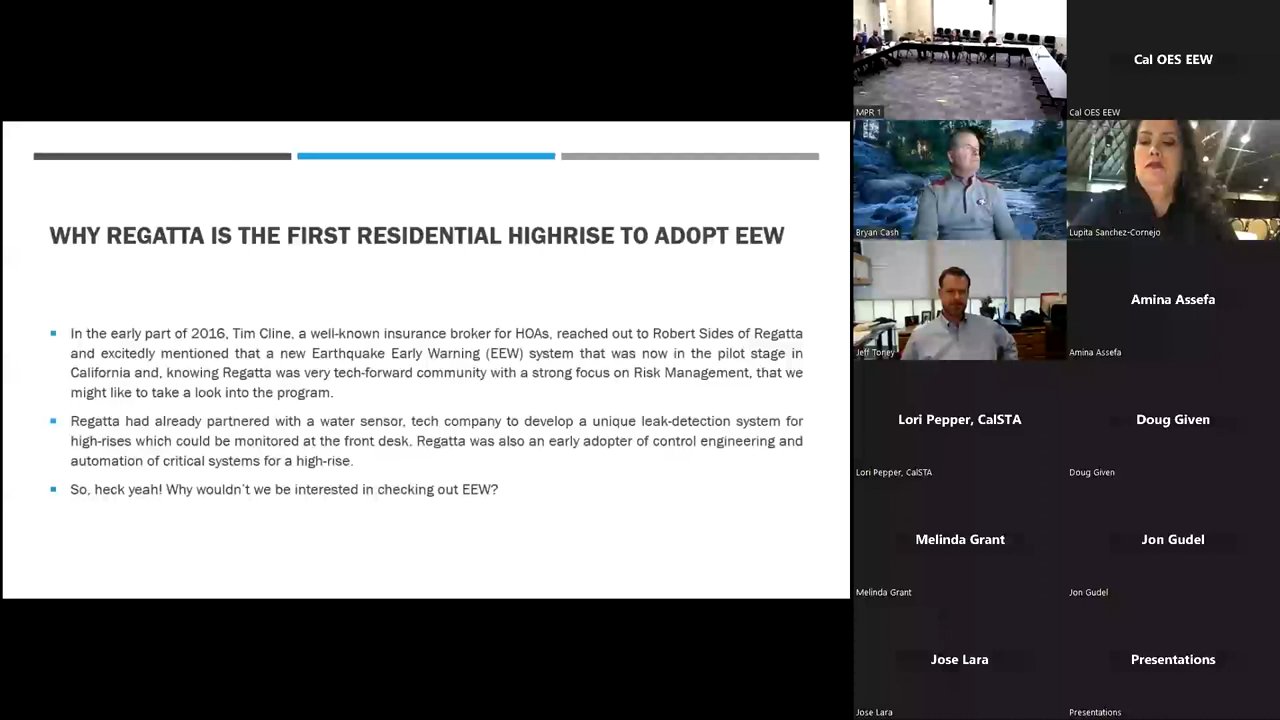 WHY REGATTA IS THE FIRST RESIDENTIAL HIGHRISE TO ADOPT EEW
In the early part of 2016, Tim Cline, a well-known insurance broker for HOAs, reached out to Robert Sides of Regatta
and excitedly mentioned that a new Earthquake Early Warning (EEW) system that was now in the pilot stage in
California and, knowing Regatta was very tech-forward community with a strong focus on Risk Management, that we
might like to take a look into the program.
Regatta had already partnered with a water sensor, tech company to develop a unique leak-detection system for
high-rises which could be monitored at the front desk. Regatta was also an early adopter of control engineering and
automation of critical systems for a high-rise.
So, heck yeah! Why wouldn't we be interested in checking out EEW?
MPR 1
Cal OES EEW
Cal OES EEW
Bryan Cash
Lupita Sanchez-Cornejo
Jeff Toney
Amina Assefa
Amina Assefa
Lori Pepper, CalSTA
Lori Pepper, CalSTA
Doug Given
Doug Given
Melinda Grant
Melinda Grant
Jon Gudel
Jon Gudel
Jose Lara
Jose Lara
Presentations
Presentations